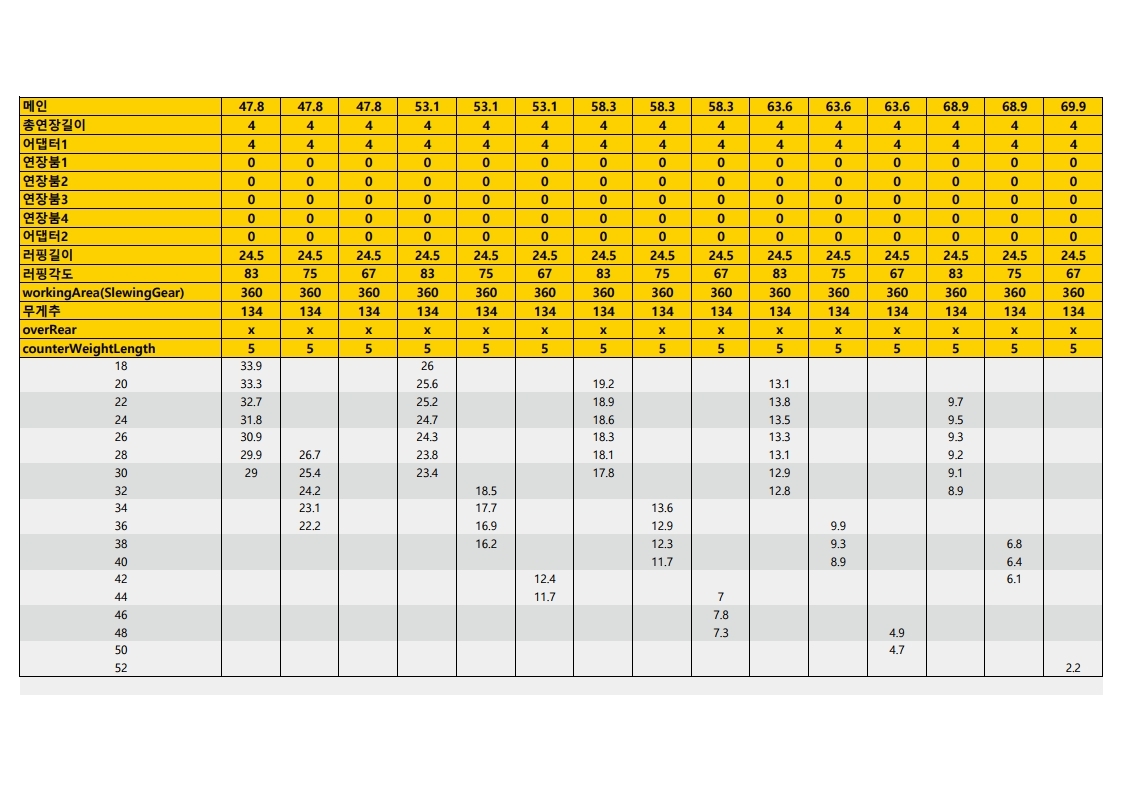 메인 47.8 47.8 47.8 53.1 53.1 53.1 58.3 58.3 58.3 63.6 63.6 63.6 68.9 68.9 69.9
총연장길이 4 4 4 4 4 4 4 4 4 4 4 4 4 4 4
어댑터1 4 4 4 4 4 4 4 4 4 4 4 4 4 4 4
연장붐1 0 0 0 0 0 0 0 0 0 0 0 0 0 0 0
연장붐2 0 0 0 0 0 0 0 0 0 0 0 0 0 0 0
연장붐3 0 0 0 0 0 0 0 0 0 0 0 0 0 0 0
연장붐4 0 0 0 0 0 0 0 0 0 0 0 0 0 0 0
어댑터2 0 0 0 0 0 0 0 0 0 0 0 0 0 0 0
러핑길이 24.5 24.5 24.5 24.5 24.5 24.5 24.5 24.5 24.5 24.5 24.5 24.5 24.5 24.5 24.5
러핑각도 83 75 67 83 75 67 83 75 67 83 75 67 83 75 67
workingArea(SlewingGear) 360 360 360 360 360 360 360 360 360 360 360 360 360 360 360
무게추 134 134 134 134 134 134 134 134 134 134 134 134 134 134 134
overRear x x x x x x x x x x x x x x x
counterWeightLength 5 5 5 5 5 5 5 5 5 5 5 5 5 5 5
18 33.9 26
20 33.3 25.6 19.2 13.1
22 32.7 25.2 18.9 13.8 9.7
24 31.8 24.7 18.6 13.5 9.5
26 30.9 24.3 18.3 13.3 9.3
28 29.9 26.7 23.8 18.1 13.1 9.2
30 29 25.4 23.4 17.8 12.9 9.1
32 24.2 18.5 12.8 8.9
34 23.1 17.7 13.6
36 22.2 16.9 12.9 9.9
38 16.2 12.3 9.3 6.8
40 11.7 8.9 6.4
42 12.4 6.1
44 11.7 7
46 7.8
48 7.3 4.9
50 4.7
52 2.2